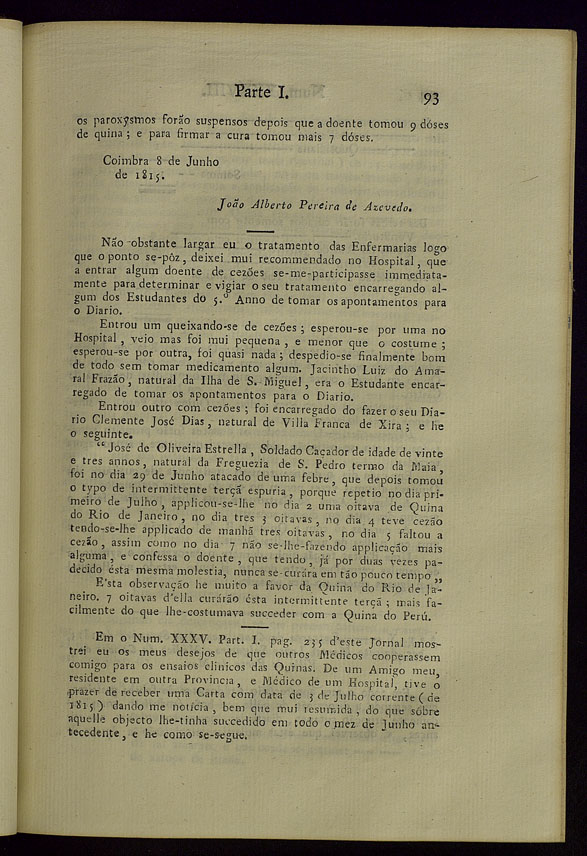 Parte I.
93
os paroxysmos forão suspensos depois que a doente tomou 9 dóses
de quina ; e para firmar a cura tomou mais 7 dóses.
Coimbra 8 de Junho
de 1815.
João Alberto Pereira de Azevedo.
Não obstante largar eu o tratamento das Enfermarias logo
que o ponto se-pôz, deixei mui recommendado no Hospital, que
a entrar algum doente de cezões se-me-participasse immediata-
mente para determinar e vigiar o seu tratamento encarregando al-
gum dos Estudantes do 5.º Anno de tomar os apontamentos para
o Diario.
Entrou um queixando-se de cezões ; esperou-se por uma no
Hospital, veio mas foi mui pequena, e menor que o costume ;
esperou-se por outra, foi quasi nada ; despedio-se finalmente bom
de todo sem tomar medicamento algum. Jacintho Luiz do Ama-
ral Frazão, natural da Ilha de S. Miguel, era o Estudante encar-
regado de tomar os apontamentos para o Diario.
Entrou outro com cezões ; foi encarregado do fazer o seu Dia-
rio Clemente José Dias, natural de Villa Franca de Xira ; e he
o seguinte.
“ José de Oliveira Estrella, Soldado Caçador de idade de vinte
e tres annos, natural da Freguezia de S. Pedro termo da Maia,
foi no dia 29 de Junho atacado de uma febre, que depois tomou
o typo de intermittente terçã espuria, porque repetio no dia pri-
meiro de Julho, applicou-se-lhe no dia 2 uma oitava de Quina
do Rio de Janeiro, no dia tres 3 oitavas, no dia 4 teve cezão
tendo-se-lhe applicado de manhã tres oitavas, no dia 5 faltou a
cezão, assim como no dia 7 não se-lhe-fazendo applicação mais
alguma, e confessa o doente, que tendo, já por duas vezes pa-
decido ésta mesma molestia, nunca se-curára em tão pouco tempo „
E'sta observação he muito a favor da Quina do Rio de Ja-
neiro. 7 oitavas d'ella curárão ésta intermittente terçã ; mais fa-
cilmente do que lhe-costumava succeder com a Quina do Perú.
Em o Num. XXXV. Part. I. pag. 235 d'este Jornal mos-
trei eu os meus desejos de que outros Médicos cooperassem
comigo para os ensaios clinicos das Quinas. De um Amigo meu,
residente em outra Provincia, e Médico de um Hospital, tive o
prazer de receber uma Carta com data de 3 de Julho corrente ( de
1815 ) dando me noticia, bem que mui resumida, do que sôbre
aquelle objecto lhe-tinha succedido em todo o mez de Junho an-
tecedente, e he como se-segue.